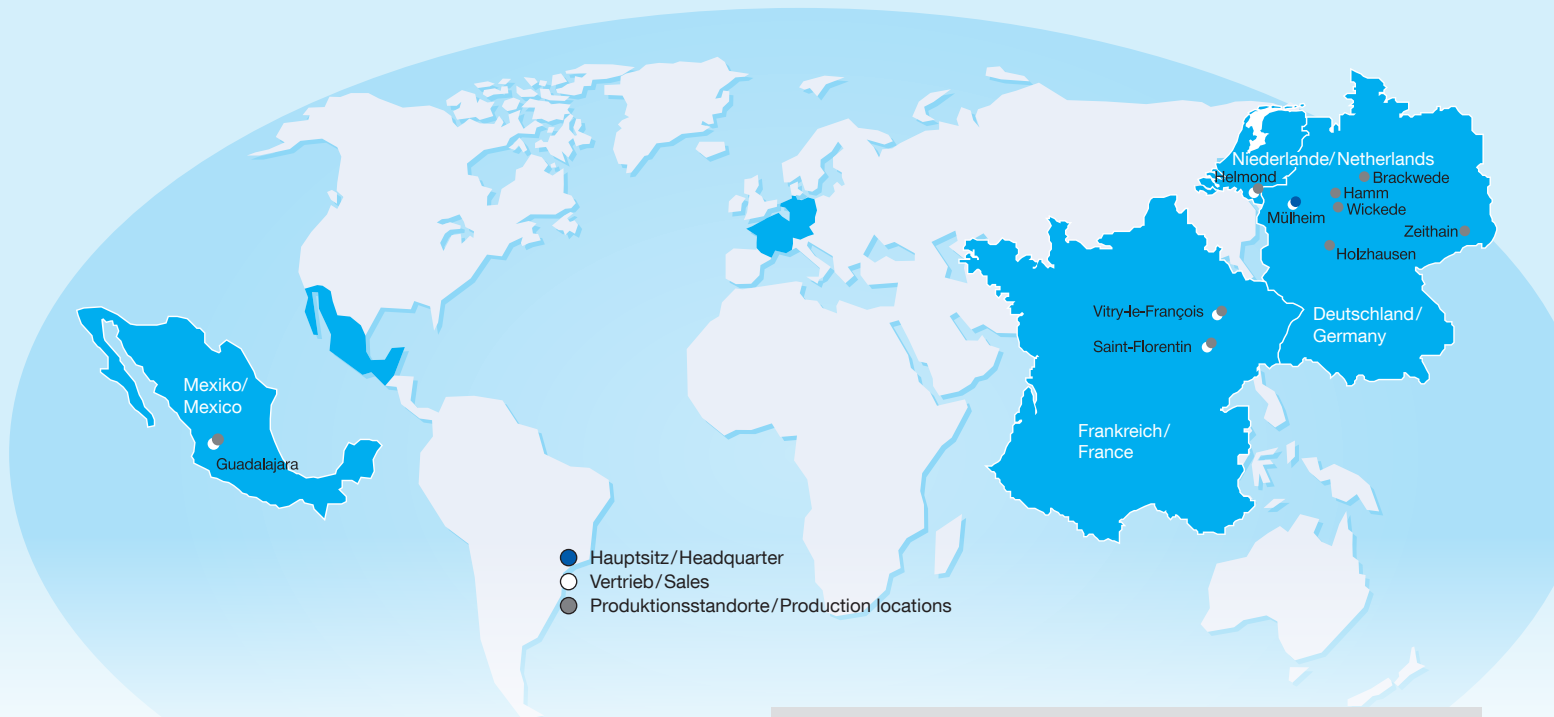 Niederlande/Netherlands
Helmond
Brackwede
Hamm
Wickede
Mülheim
Zeithain
Holzhausen
Vitry-le-François
Deutschland/
Germany
Saint-Florentin
Mexiko/
Mexico
Guadalajara
Frankreich/
France
Hauptsitz/Headquarter
Vertrieb/Sales
Produktionsstandorte/Production locations